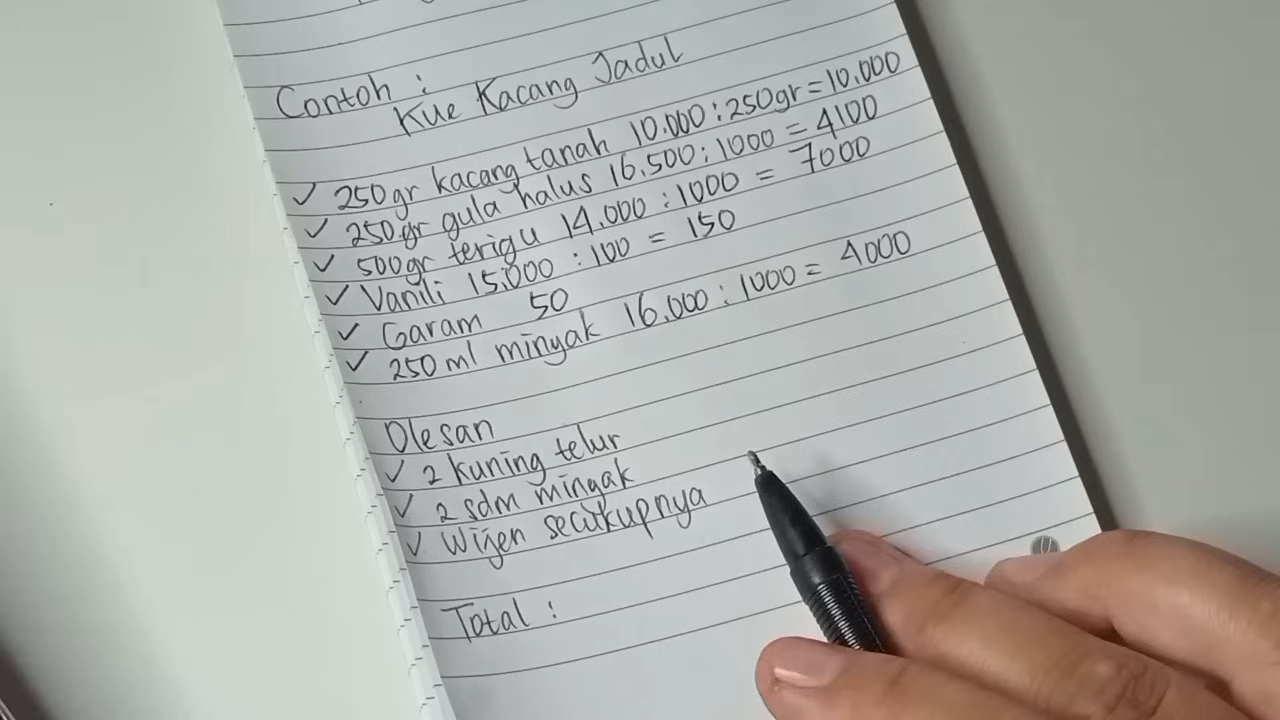 Contoh :
Kue Kacang Jadul
✓ 250gr kacang tanah 10.000 : 250gr = 10.000
✓ 250gr gula halus 16.500 : 1000 = 4100
✓ 500gr terigu 14.000 : 1000 = 7000
✓ Vanili 15.000 : 100 = 150
✓ Garam 50
✓ 250 ml minyak 16.000 : 1000 = 4000
Olesan
✓ 2 kuning telur
✓ 2 sdm minyak
✓ Wijen secukupnya
Total :